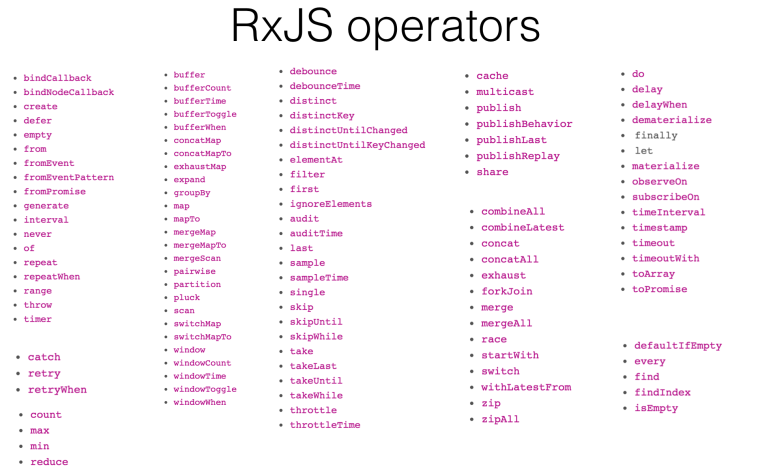 RxJS operators
bindCallback
bindNodeCallback
create
defer
empty
from
fromEvent
fromEventPattern
fromPromise
generate
interval
never
of
repeat
repeatWhen
range
throw
timer
catch
retry
retryWhen
count
max
min
reduce
buffer
bufferCount
bufferTime
bufferToggle
bufferWhen
concatMap
concatMapTo
exhaustMap
expand
groupBy
map
mapTo
mergeMap
mergeMapTo
mergeScan
pairwise
partition
pluck
scan
switchMap
switchMapTo
window
windowCount
windowTime
windowToggle
windowWhen
debounce
debounceTime
distinct
distinctKey
distinctUntilChanged
distinctUntilKeyChanged
elementAt
filter
first
ignoreElements
audit
auditTime
last
sample
sampleTime
single
skip
skipUntil
skipWhile
take
takeLast
takeUntil
takeWhile
throttle
throttleTime
cache
multicast
publish
publishBehavior
publishLast
publishReplay
share
combineAll
combineLatest
concat
concatAll
exhaust
forkJoin
merge
mergeAll
race
startWith
switch
withLatestFrom
zip
zipAll
do
delay
delayWhen
dematerialize
finally
let
materialize
observeOn
subscribeOn
timeInterval
timestamp
timeout
timeoutWith
toArray
toPromise
defaultIfEmpty
every
find
findIndex
isEmpty